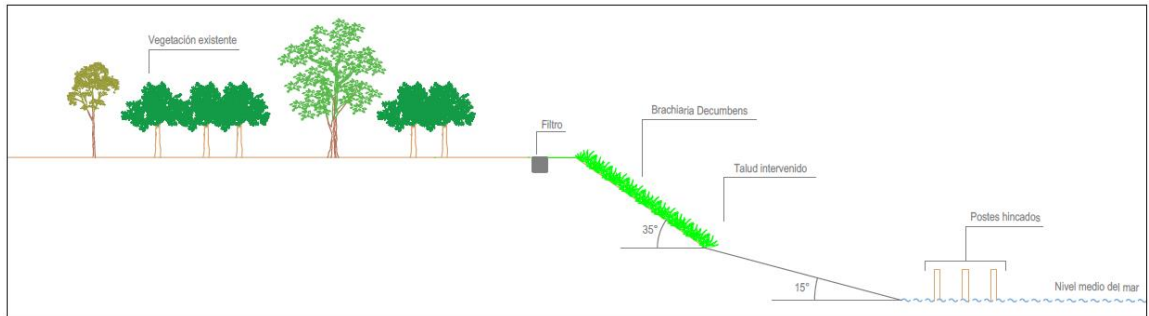 Vegetación existente
Filtro
Brachiaria Decumbens
Talud intervenido
35°
Postes hincados
15°
Nivel medio del mar